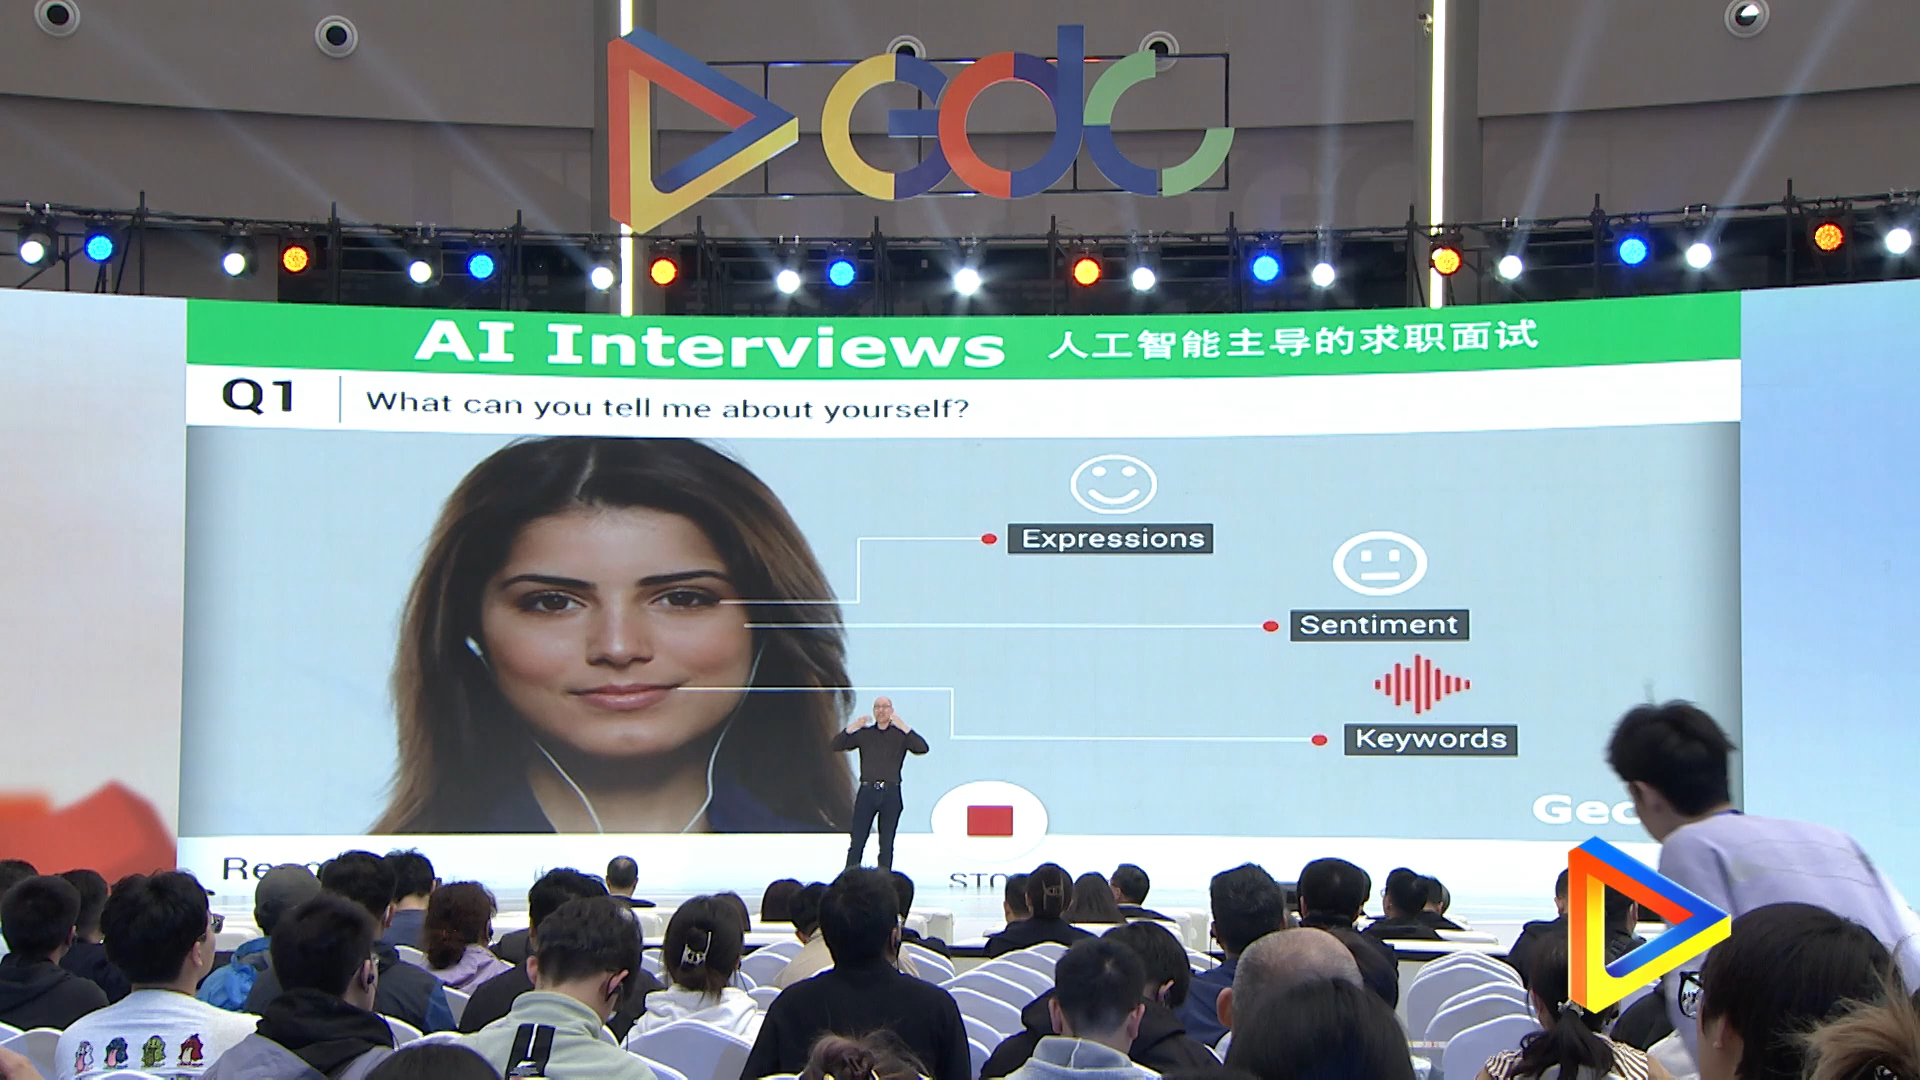 GDC
AI Interviews 人工智能主导的求职面试
Q1 What can you tell me about yourself?
Expressions
Sentiment
Keywords